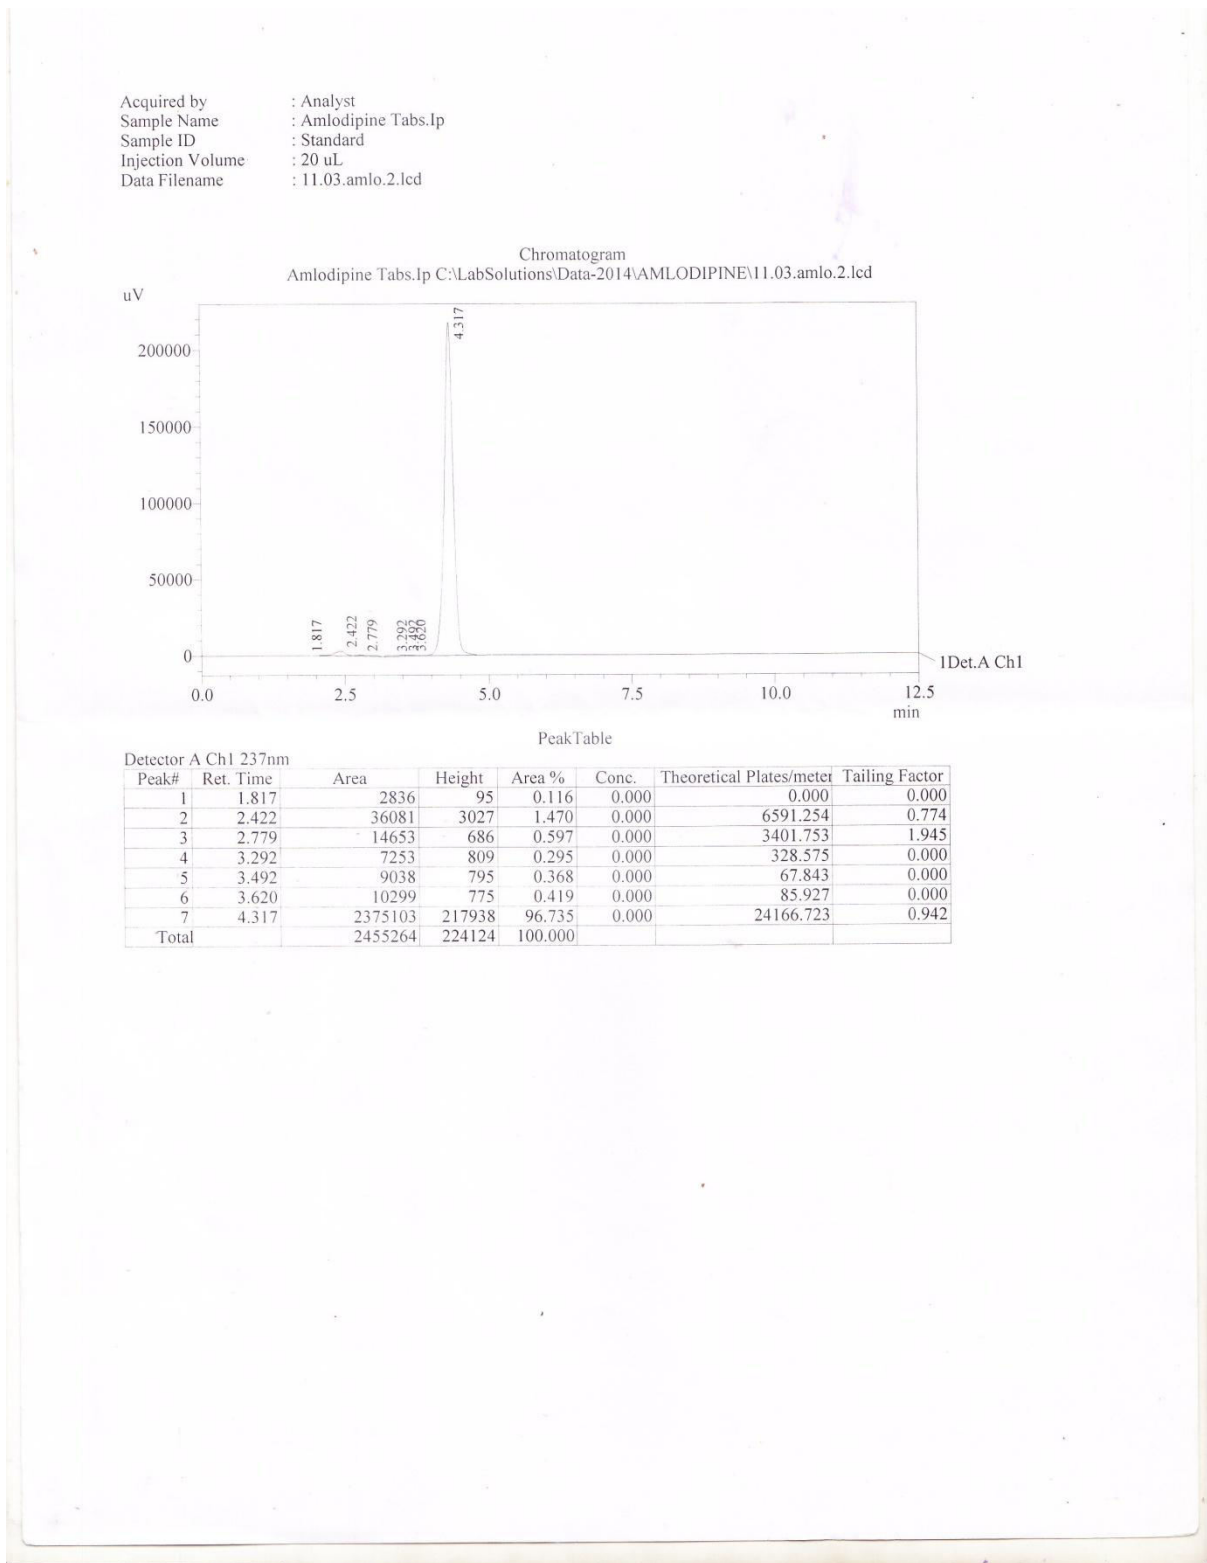 Acquired by : Analyst
Sample Name : Amlodipine Tabs.Ip
Sample ID : Standard
Injection Volume : 20 uL
Data Filename : 11.03.amlo.2.lcd
Chromatogram
Amlodipine Tabs.Ip C:\LabSolutions\Data-2014\AMLODIPINE\11.03.amlo.2.lcd
uV
4.317
200000
150000
100000
50000
1.817 2.422 2.779 3.292 3.492 3.620
0
1Det.A Ch1
0.0 2.5 5.0 7.5 10.0 12.5
min
PeakTable
Detector A Ch1 237nm
Peak# Ret. Time Area Height Area % Conc. Theoretical Plates/meter Tailing Factor
1 1.817 2836 95 0.116 0.000 0.000 0.000
2 2.422 36081 3027 1.470 0.000 6591.254 0.774
3 2.779 14653 686 0.597 0.000 3401.753 1.945
4 3.292 7253 809 0.295 0.000 328.575 0.000
5 3.492 9038 795 0.368 0.000 67.843 0.000
6 3.620 10299 775 0.419 0.000 85.927 0.000
7 4.317 2375103 217938 96.735 0.000 24166.723 0.942
Total 2455264 224124 100.000